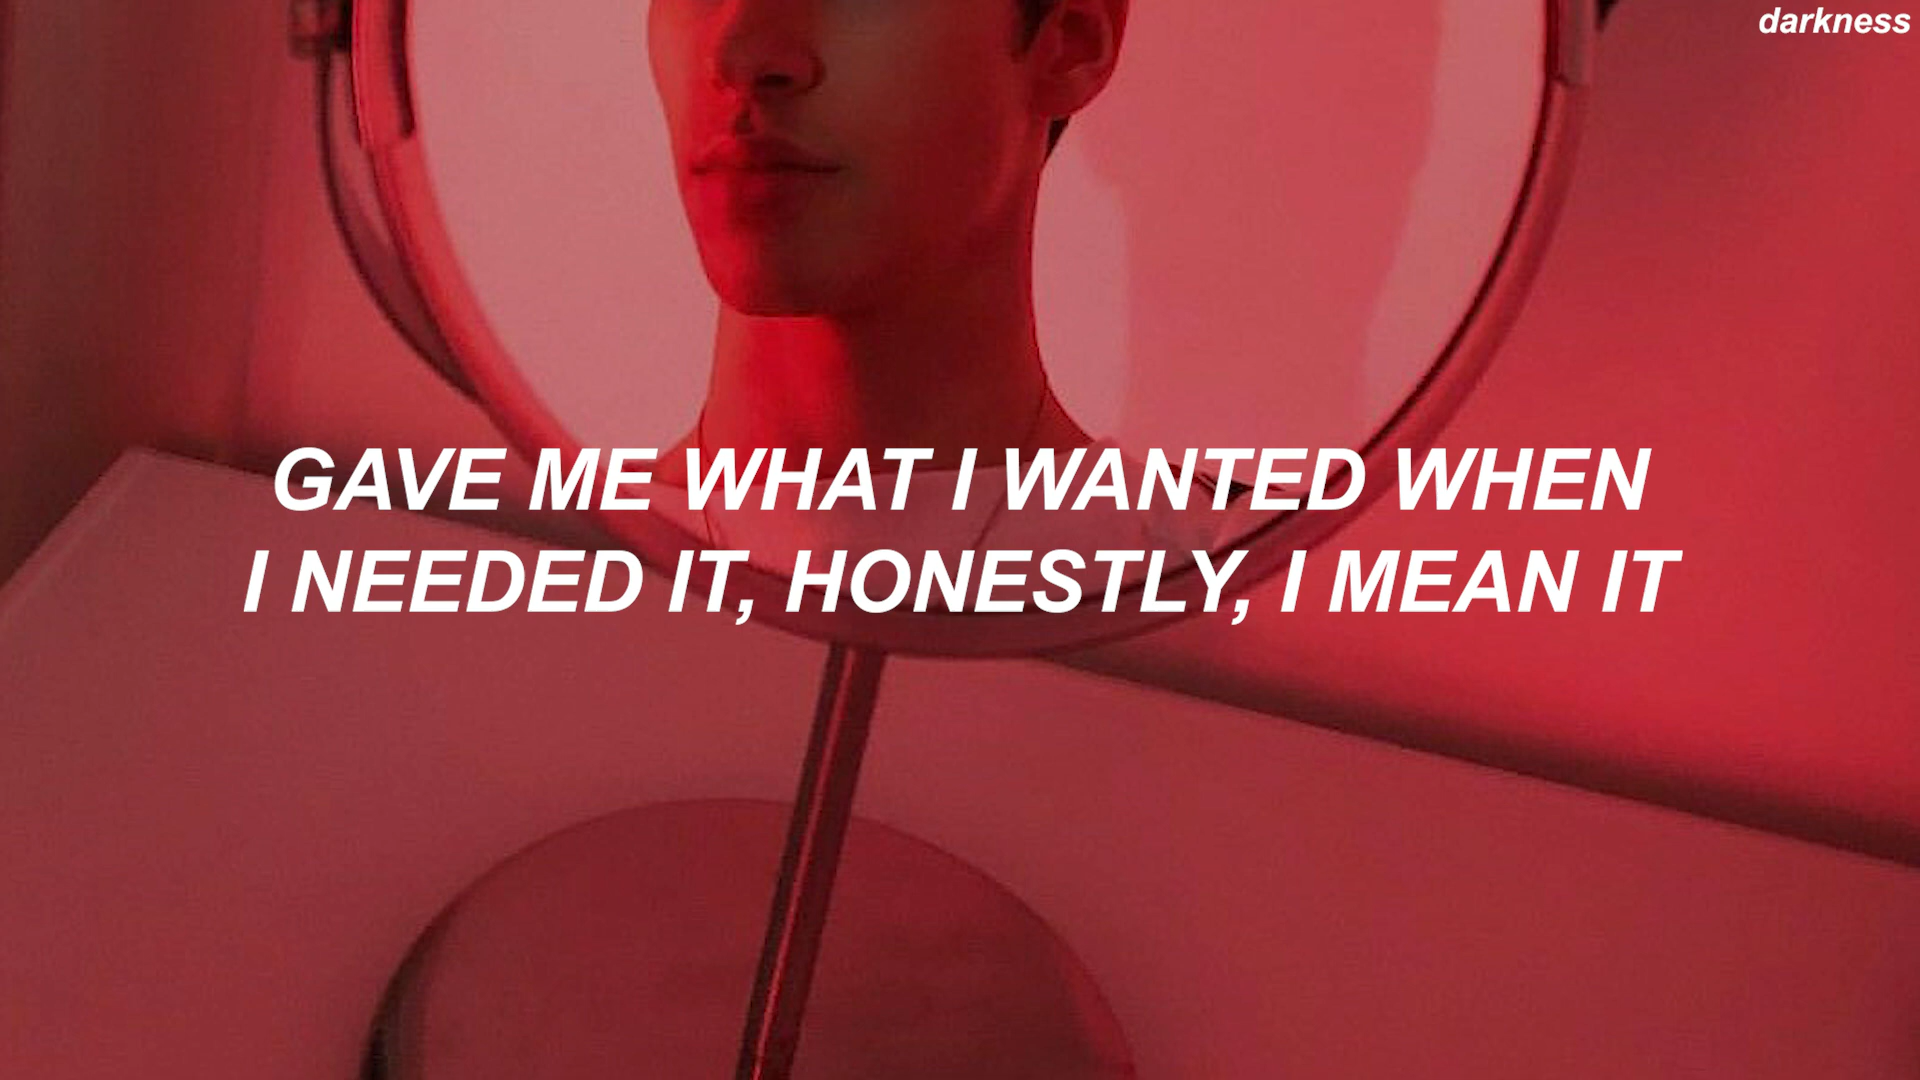 darkness
GAVE ME WHAT I WANTED WHEN
I NEEDED IT, HONESTLY, I MEAN IT